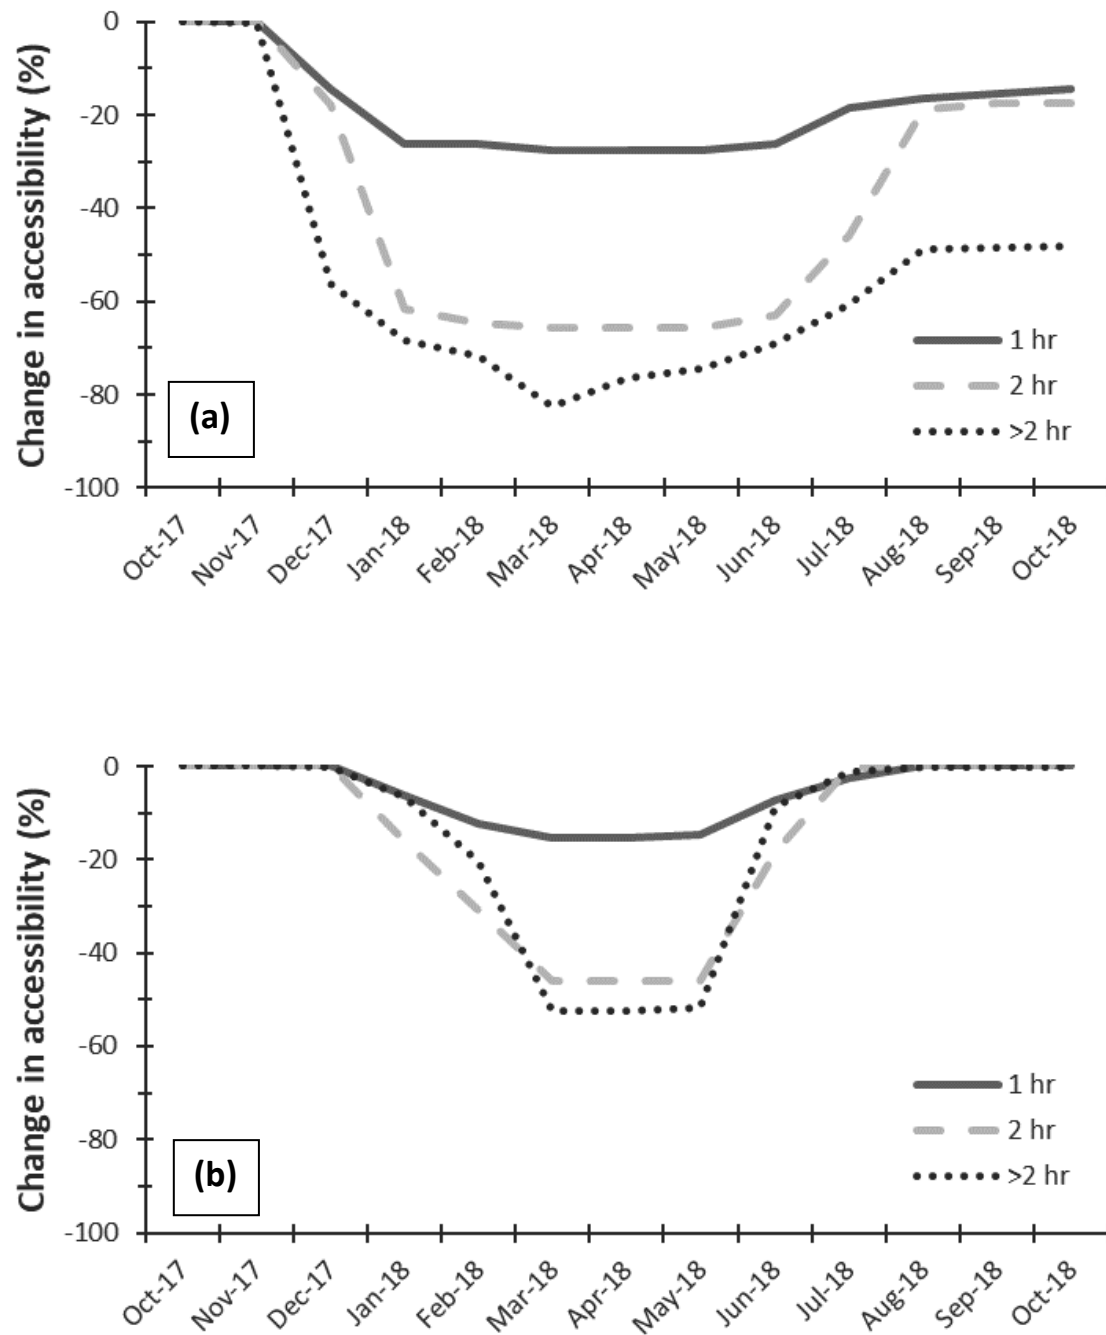 Change in accessibility (%)
0
-20
-40
-60
-80
-100
(a)
1 hr
2 hr
>2 hr
Oct-17
Nov-17
Dec-17
Jan-18
Feb-18
Mar-18
Apr-18
May-18
Jun-18
Jul-18
Aug-18
Sep-18
Oct-18
Change in accessibility (%)
0
-20
-40
-60
-80
-100
(b)
1 hr
2 hr
>2 hr
Oct-17
Nov-17
Dec-17
Jan-18
Feb-18
Mar-18
Apr-18
May-18
Jun-18
Jul-18
Aug-18
Sep-18
Oct-18